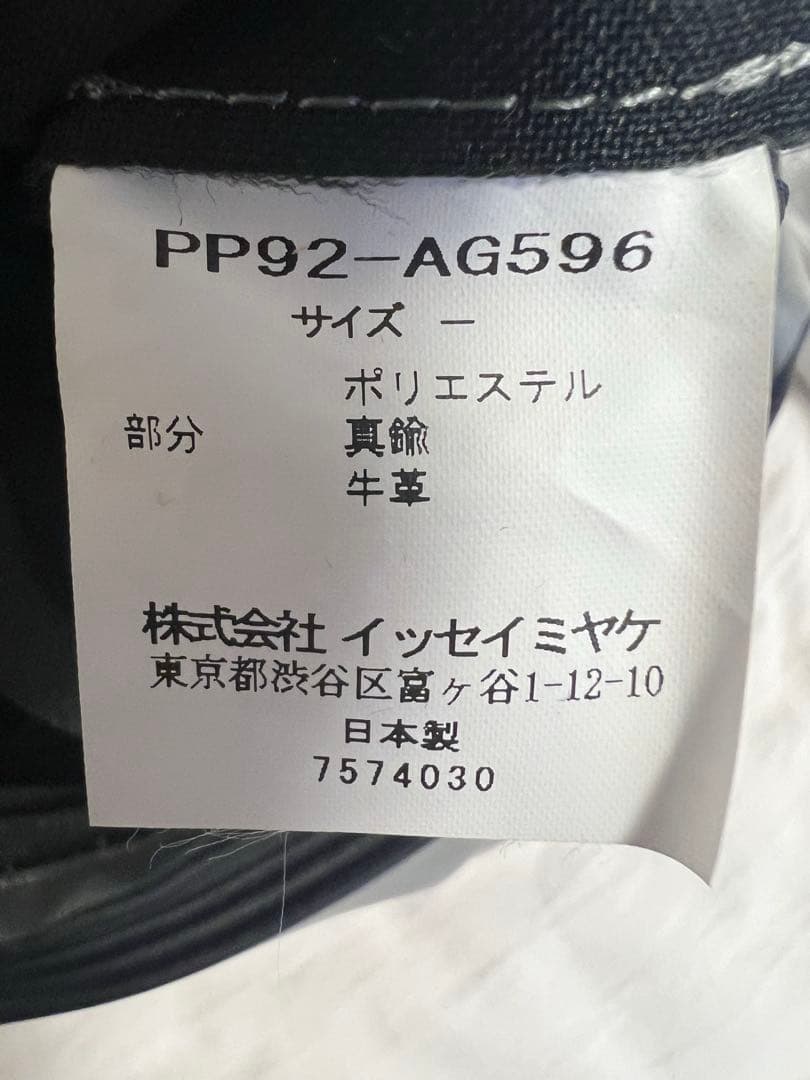 PP92-AG596
サイズ -
ポリエステル
部分 真鍮
牛革
株式会社 イッセイミヤケ
東京都渋谷区富ヶ谷1-12-10
日本製
7574030